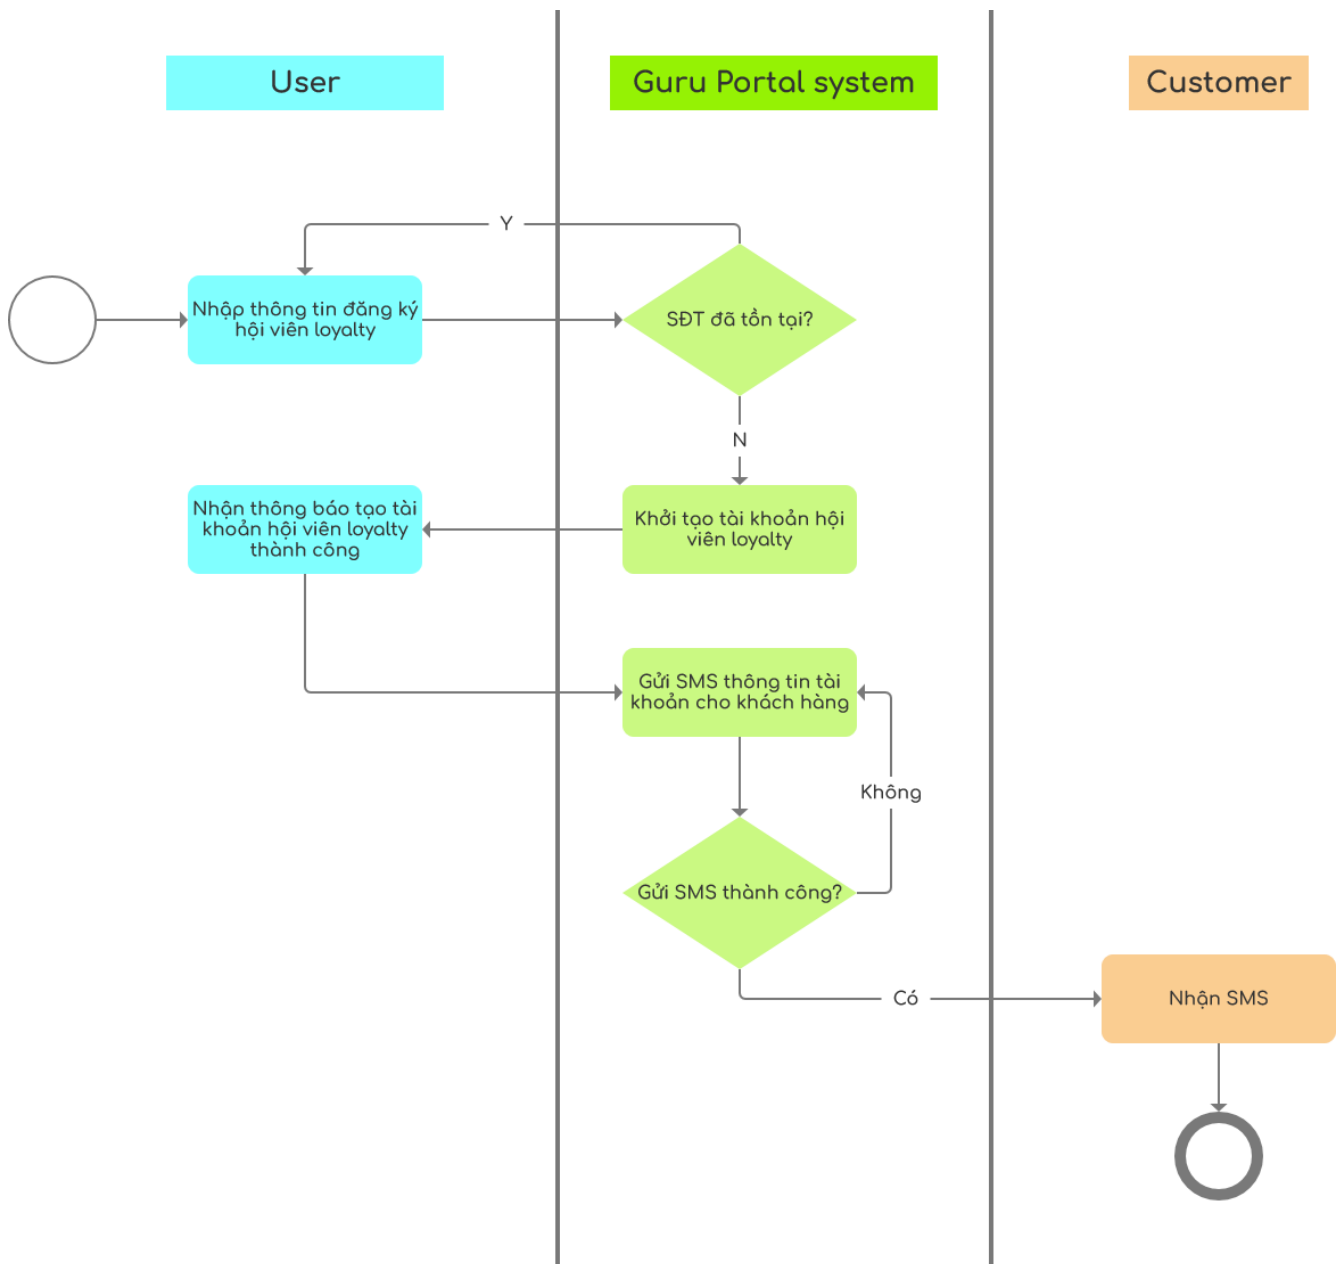 User
Guru Portal system
Customer
Y
Nhập thông tin đăng ký
hội viên loyalty
SĐT đã tồn tại?
N
Nhận thông báo tạo tài
khoản hội viên loyalty
thành công
Khởi tạo tài khoản hội
viên loyalty
Gửi SMS thông tin tài
khoản cho khách hàng
Không
Gửi SMS thành công?
Có
Nhận SMS